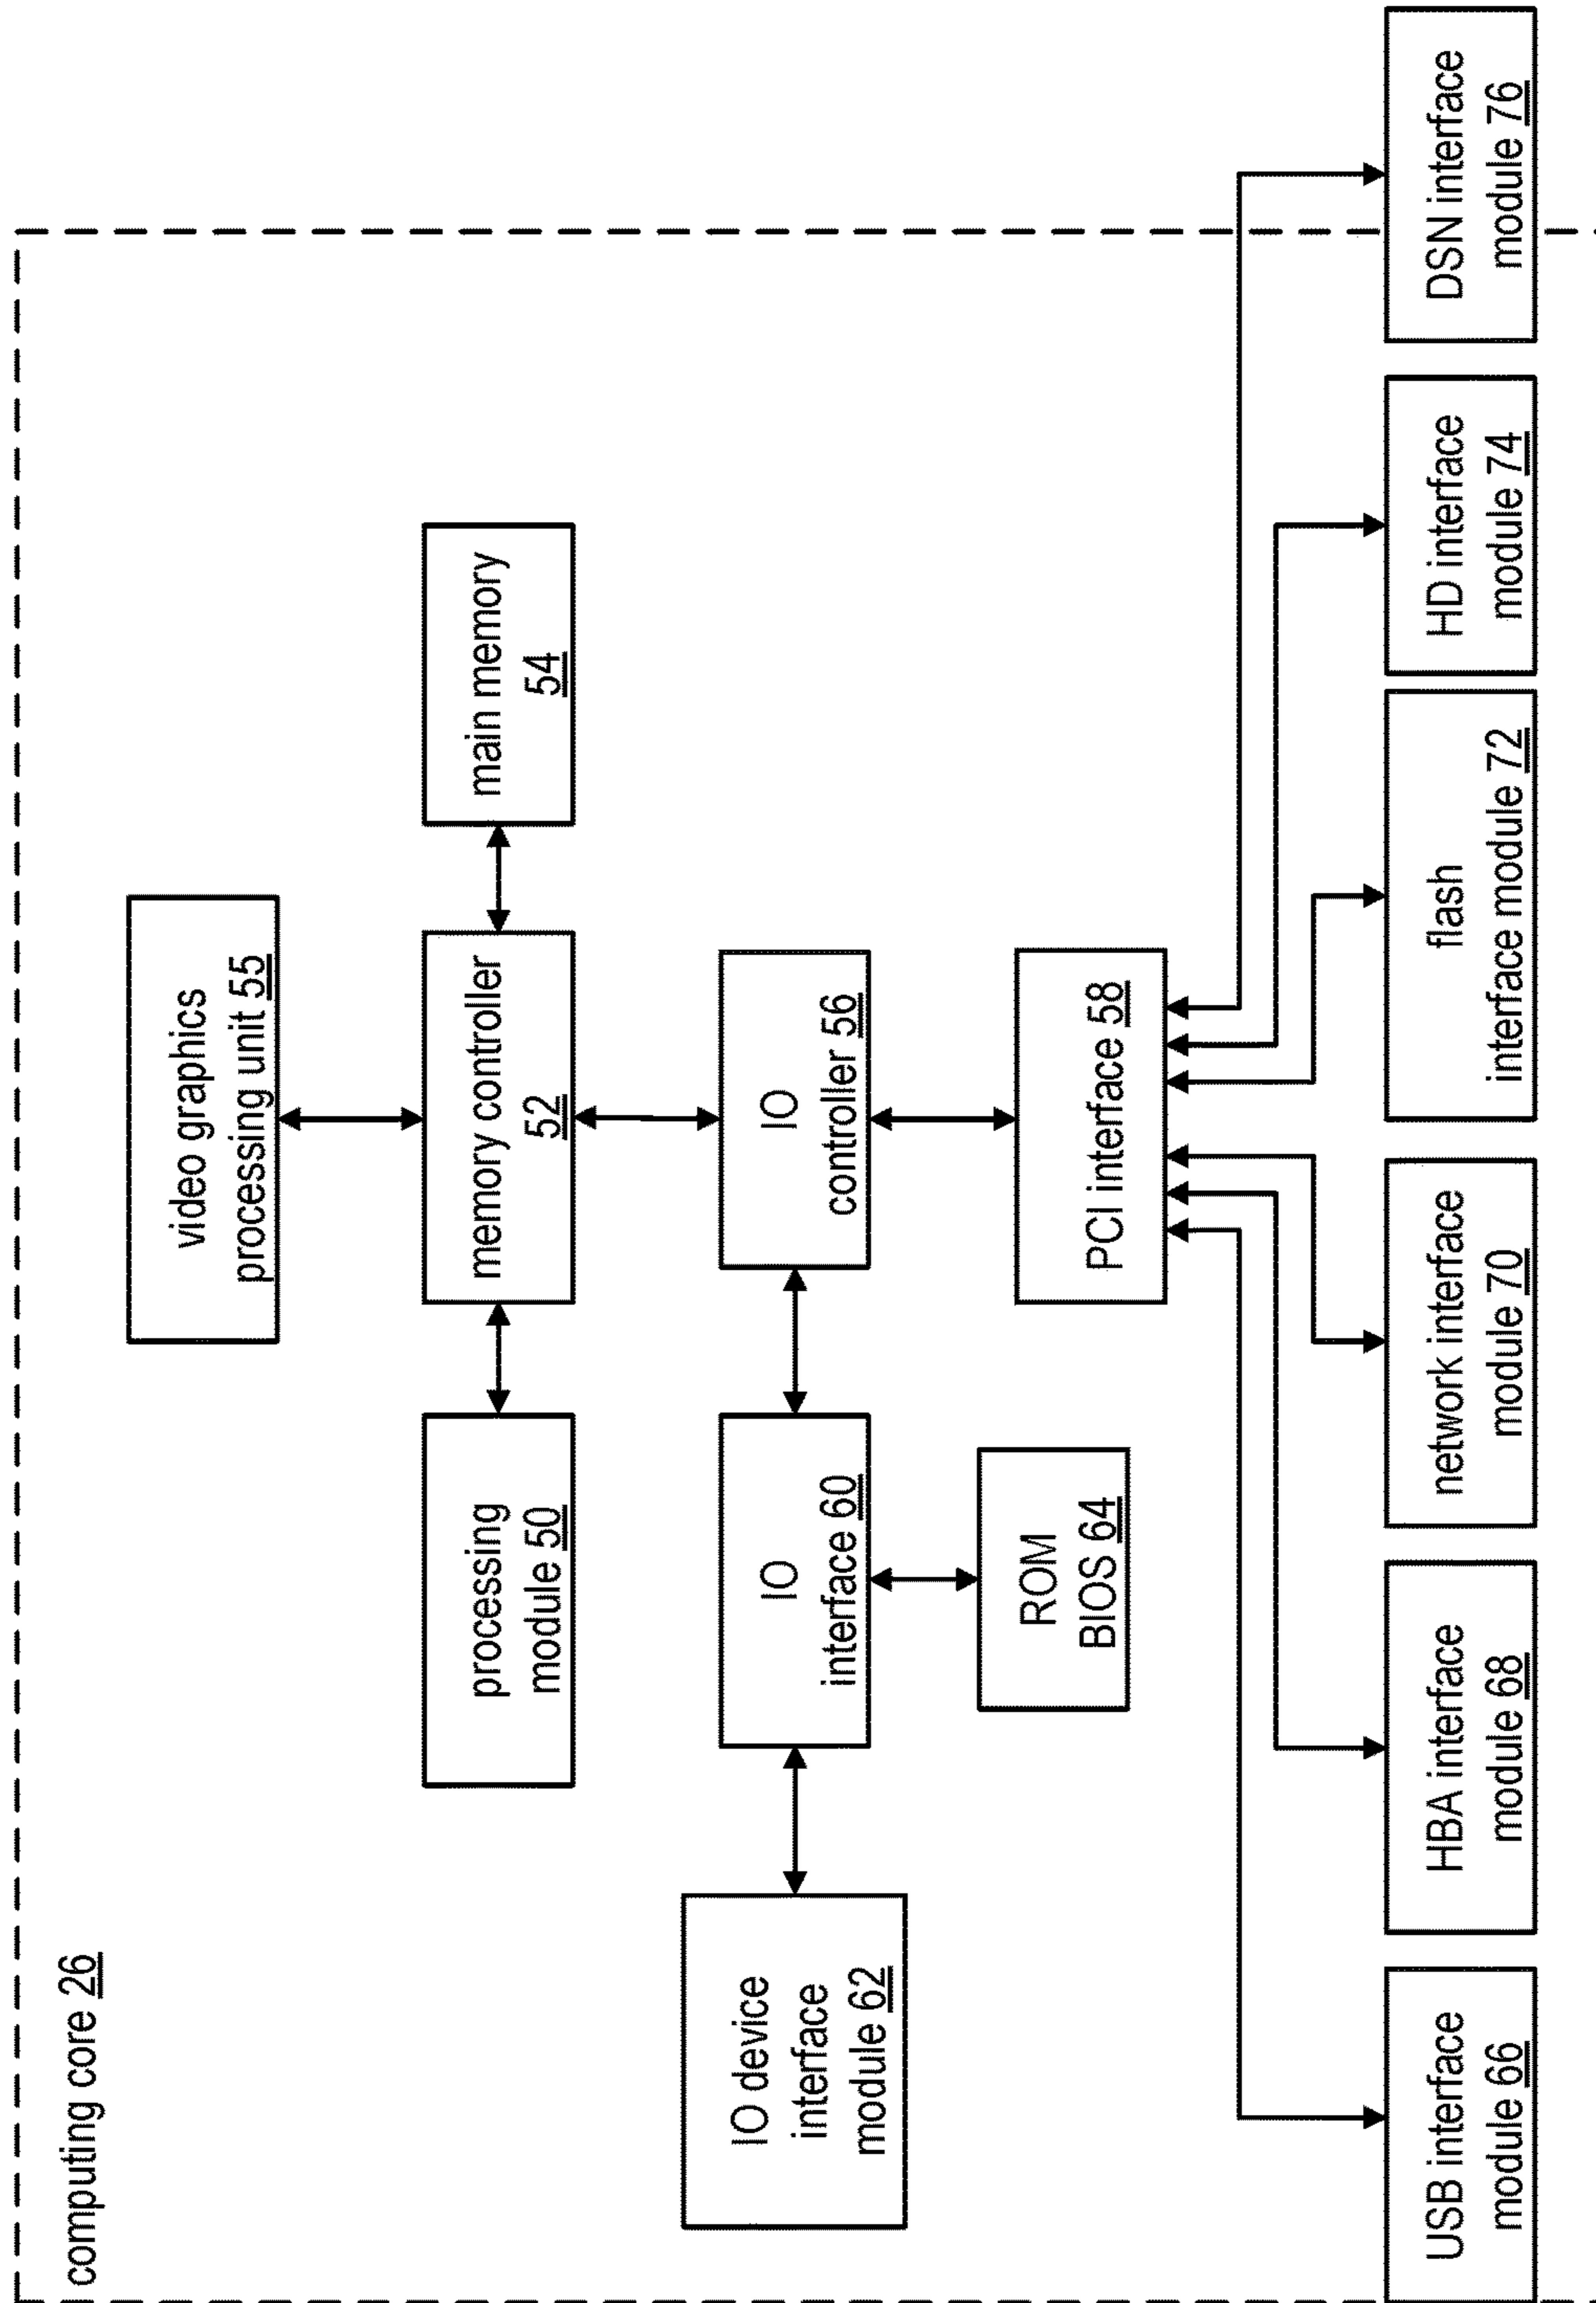 computing core 26
video graphics
processing unit 55
processing
module 50
memory controller
52
main memory
54
IO device
interface
module 62
IO
interface 60
IO
controller 56
ROM
BIOS 64
PCI interface 58
USB interface
module 66
HBA interface
module 68
network interface
module 70
flash
interface module 72
HD interface
module 74
DSN interface
module 76